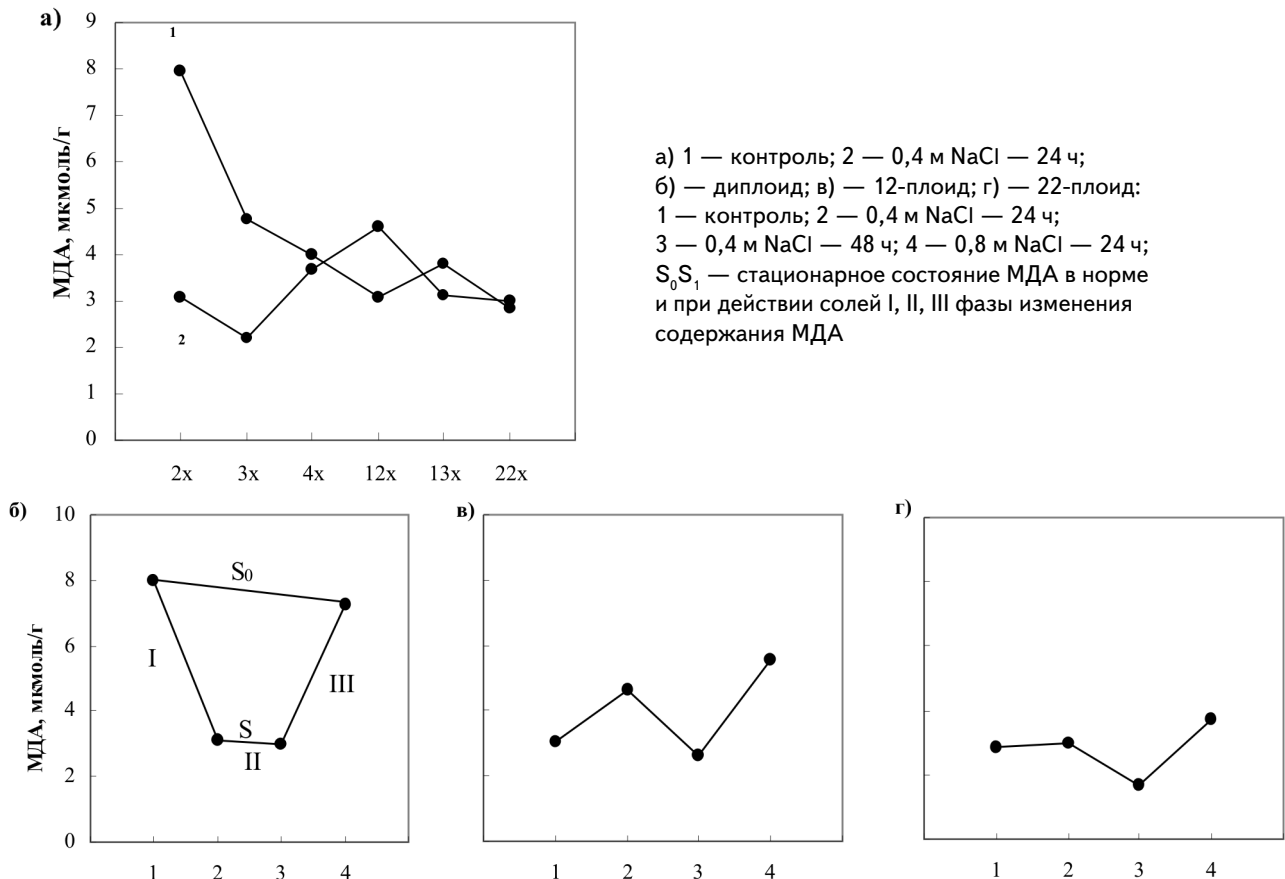 а)
МДА, мкмоль/г
9
8
7
6
5
4
3
2
1
0
1
2
2x 3x 4x 12x 13x 22x
а) 1 — контроль; 2 — 0,4 м NaCl — 24 ч;
б) — диплоид; в) — 12-плоид; г) — 22-плоид:
1 — контроль; 2 — 0,4 м NaCl — 24 ч;
3 — 0,4 м NaCl — 48 ч; 4 — 0,8 м NaCl — 24 ч;
S₀S₁ — стационарное состояние МДА в норме
и при действии солей I, II, III фазы изменения
содержания МДА
б)
МДА, мкмоль/г
10
8
6
4
2
0
S₀
I
III
S
II
1 2 3 4
в)
1 2 3 4
г)
1 2 3 4